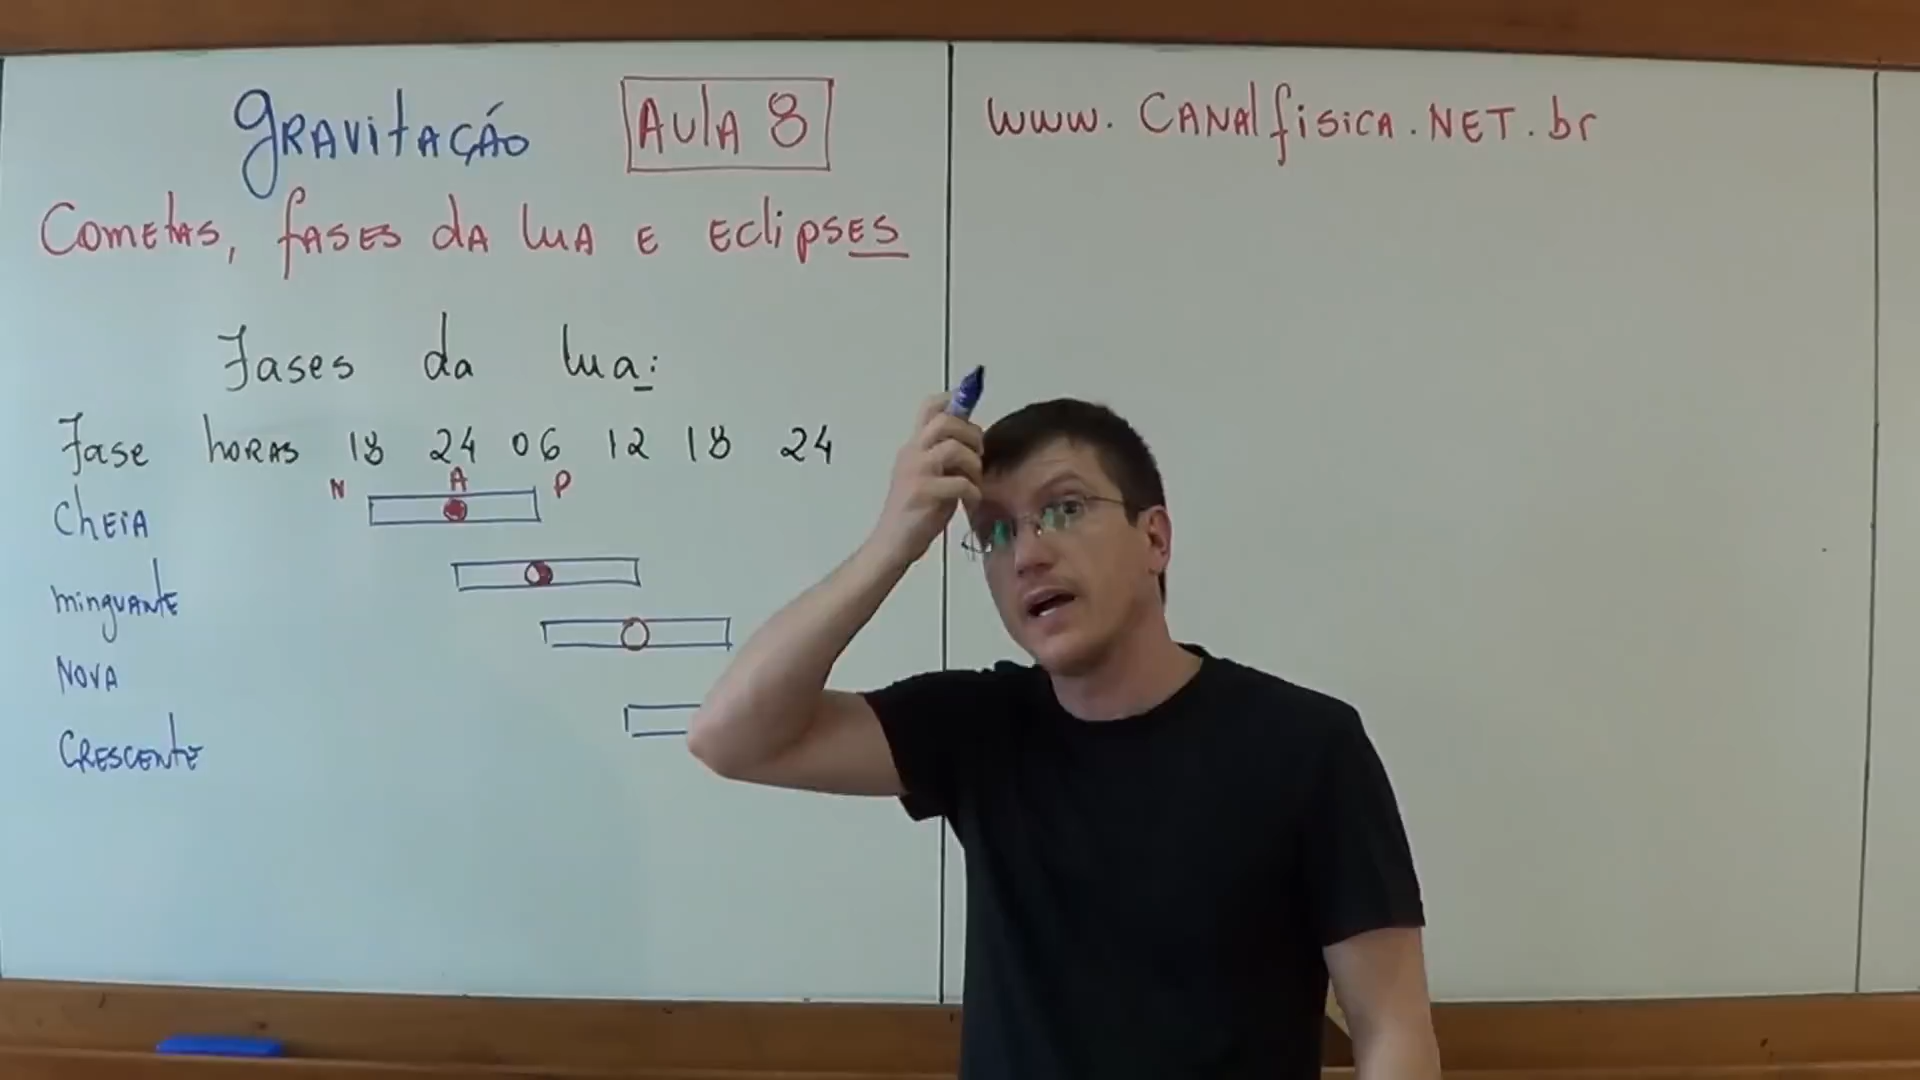 Gravitação Aula 8
Cometas, fases da lua e eclipses
Fases da lua:
Fase horas 18 24 06 12 18 24
N A P
Cheia
minguante
Nova
Crescente
www.Canalfisica.NET.br